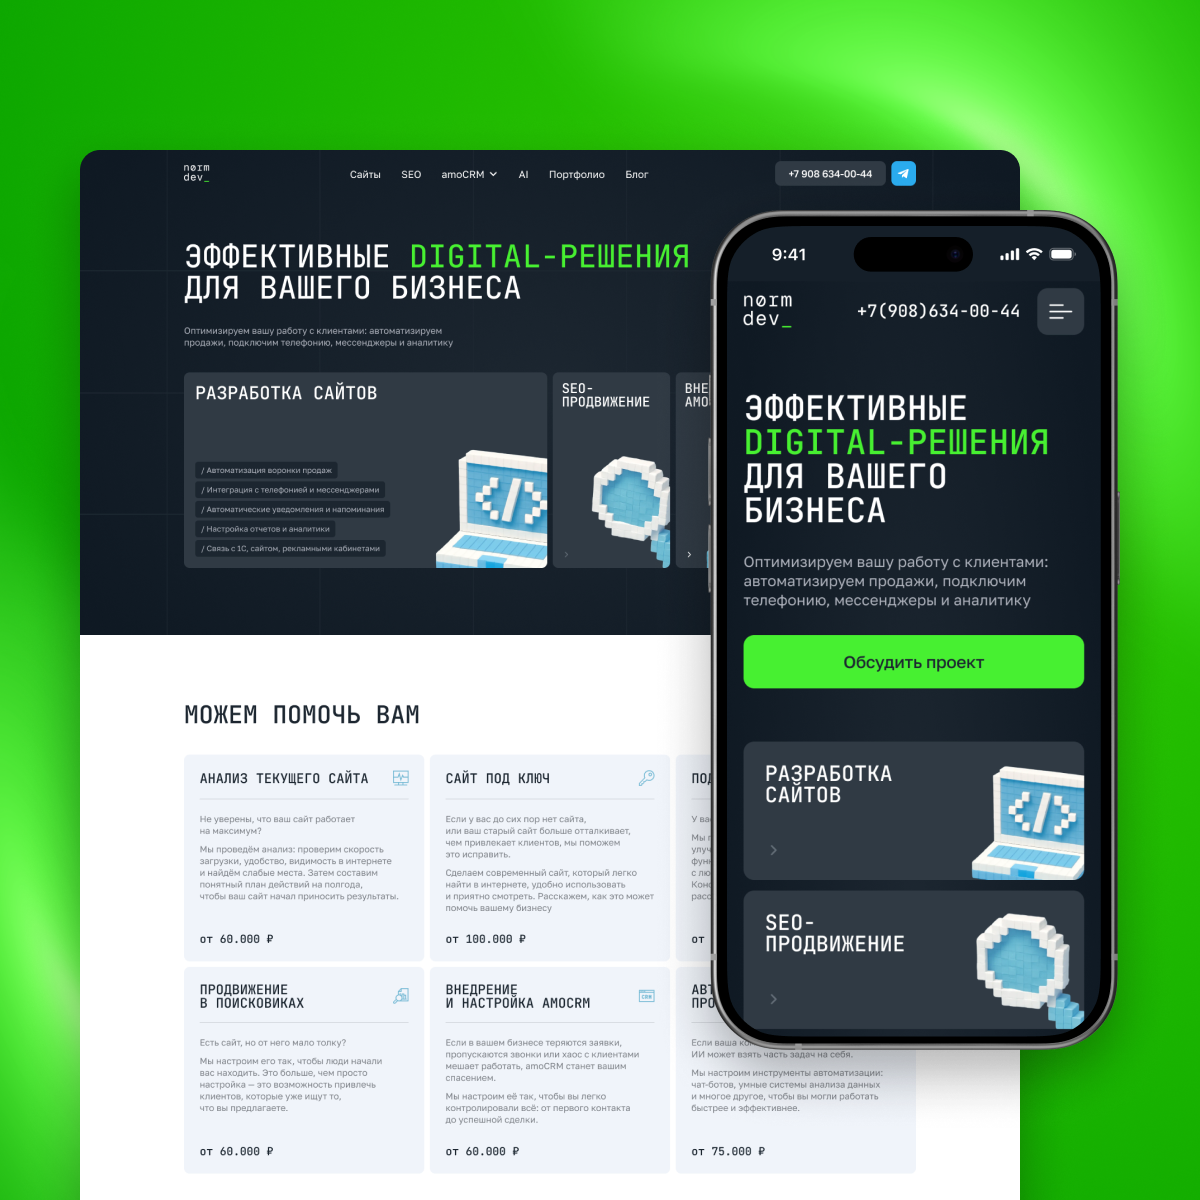 nørm
dev_
Сайты SEO amoCRM AI Портфолио Блог
+7 908 634-00-44
ЭФФЕКТИВНЫЕ DIGITAL-РЕШЕНИЯ
ДЛЯ ВАШЕГО БИЗНЕСА
Оптимизируем вашу работу с клиентами: автоматизируем
продажи, подключим телефонию, мессенджеры и аналитику
РАЗРАБОТКА САЙТОВ
/ Автоматизация воронки продаж
/ Интеграция с телефонией и мессенджерами
/ Автоматические уведомления и напоминания
/ Настройка отчетов и аналитики
/ Связь с 1С, сайтом, рекламными кабинетами
</>
SEO-
ПРОДВИЖЕНИЕ
МОЖЕМ ПОМОЧЬ ВАМ
АНАЛИЗ ТЕКУЩЕГО САЙТА
Не уверены, что ваш сайт работает
на максимум?
Мы проведём анализ: проверим скорость
загрузки, удобство, видимость в интернете
и найдём слабые места. Затем составим
понятный план действий на полгода,
чтобы ваш сайт начал приносить результаты.
от 60.000 ₽
САЙТ ПОД КЛЮЧ
Если у вас до сих пор нет сайта,
или ваш старый сайт больше отталкивает,
чем привлекает клиентов, мы поможем
это исправить.
Сделаем современный сайт, который легко
найти в интернете, удобно использовать
и приятно смотреть. Расскажем, как это может
помочь вашему бизнесу
от 100.000 ₽
от
ПРОДВИЖЕНИЕ
В ПОИСКОВИКАХ
Есть сайт, но от него мало толку?
Мы настроим его так, чтобы люди начали
вас находить. Это больше, чем просто
настройка — это возможность привлечь
клиентов, которые уже ищут то,
что вы предлагаете.
от 60.000 ₽
ВНЕДРЕНИЕ
И НАСТРОЙКА AMOCRM
CRM
Если в вашем бизнесе теряются заявки,
пропускаются звонки или хаос с клиентами
мешает работать, amoCRM станет вашим
спасением.
Мы настроим её так, чтобы вы легко
контролировали всё: от первого контакта
до успешной сделки.
от 60.000 ₽
Если ваша
ИИ может взять часть задач на себя.
Мы настроим инструменты автоматизации:
чат-ботов, умные системы анализа данных
и многое другое, чтобы вы могли работать
быстрее и эффективнее.
от 75.000 ₽
9:41
nørm
dev_
+7(908)634-00-44
ЭФФЕКТИВНЫЕ
DIGITAL-РЕШЕНИЯ
ДЛЯ ВАШЕГО
БИЗНЕСА
Оптимизируем вашу работу с клиентами:
автоматизируем продажи, подключим
телефонию, мессенджеры и аналитику
Обсудить проект
РАЗРАБОТКА
САЙТОВ
</>
SEO-
ПРОДВИЖЕНИЕ